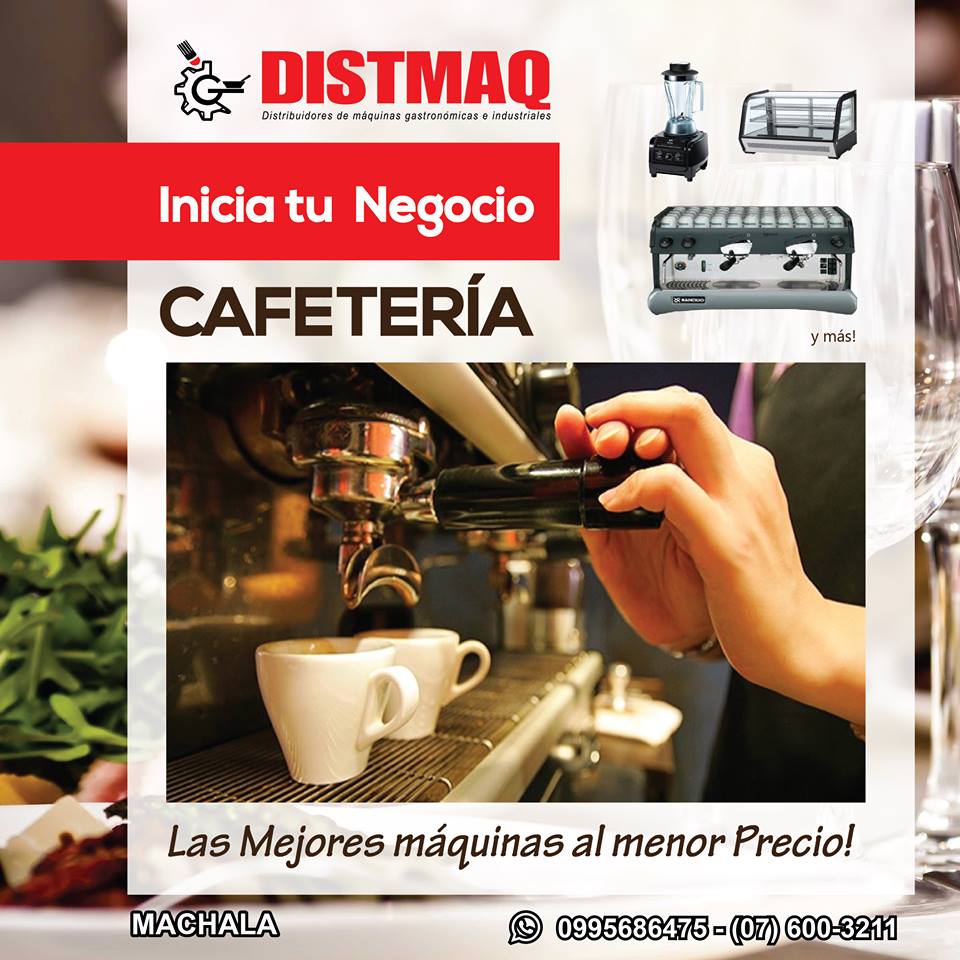 DISTMAQ
Distribuidores de máquinas gastronómicas e industriales
Inicia tu Negocio
CAFETERÍA
y más!
Las Mejores máquinas al menor Precio!
MACHALA
0995686475 - (07) 600-3211